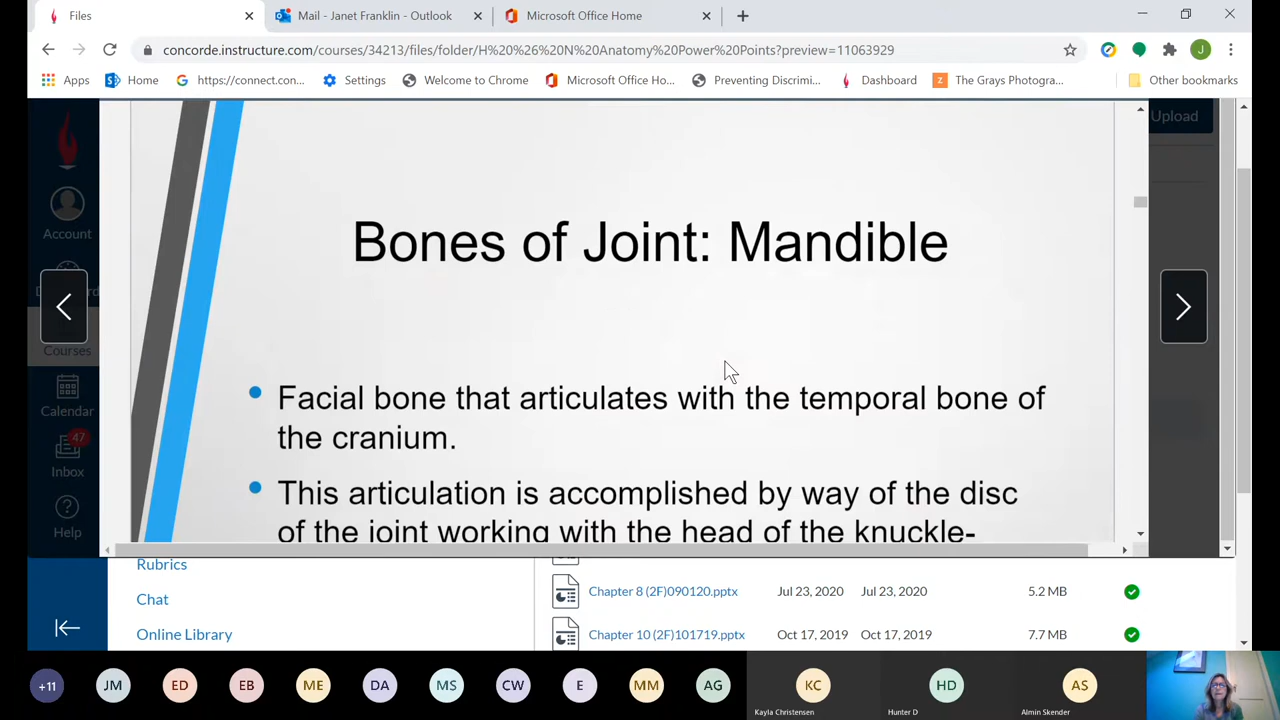 Files
Mail - Janet Franklin - Outlook
Microsoft Office Home
concorde.instructure.com/courses/34213/files/folder/H%20%26%20N%20Anatomy%20Power%20Points?preview=11063929
J
Apps
Home
https://connect.con...
Settings
Welcome to Chrome
Microsoft Office Ho...
Preventing Discrimin...
Dashboard
The Grays Photogra...
Other bookmarks
Upload
Account
Courses
Calendar
47
Inbox
Help
Bones of Joint: Mandible
Facial bone that articulates with the temporal bone of
the cranium.
This articulation is accomplished by way of the disc
of the joint working with the head of the knuckle-
Rubrics
Chat
Online Library
Chapter 8 (2F)090120.pptx Jul 23, 2020 Jul 23, 2020 5.2 MB
Chapter 10 (2F)101719.pptx Oct 17, 2019 Oct 17, 2019 7.7 MB
+11 JM ED EB ME DA MS CW E MM AG KC HD AS
Kayla Christensen Hunter D Almin Skender